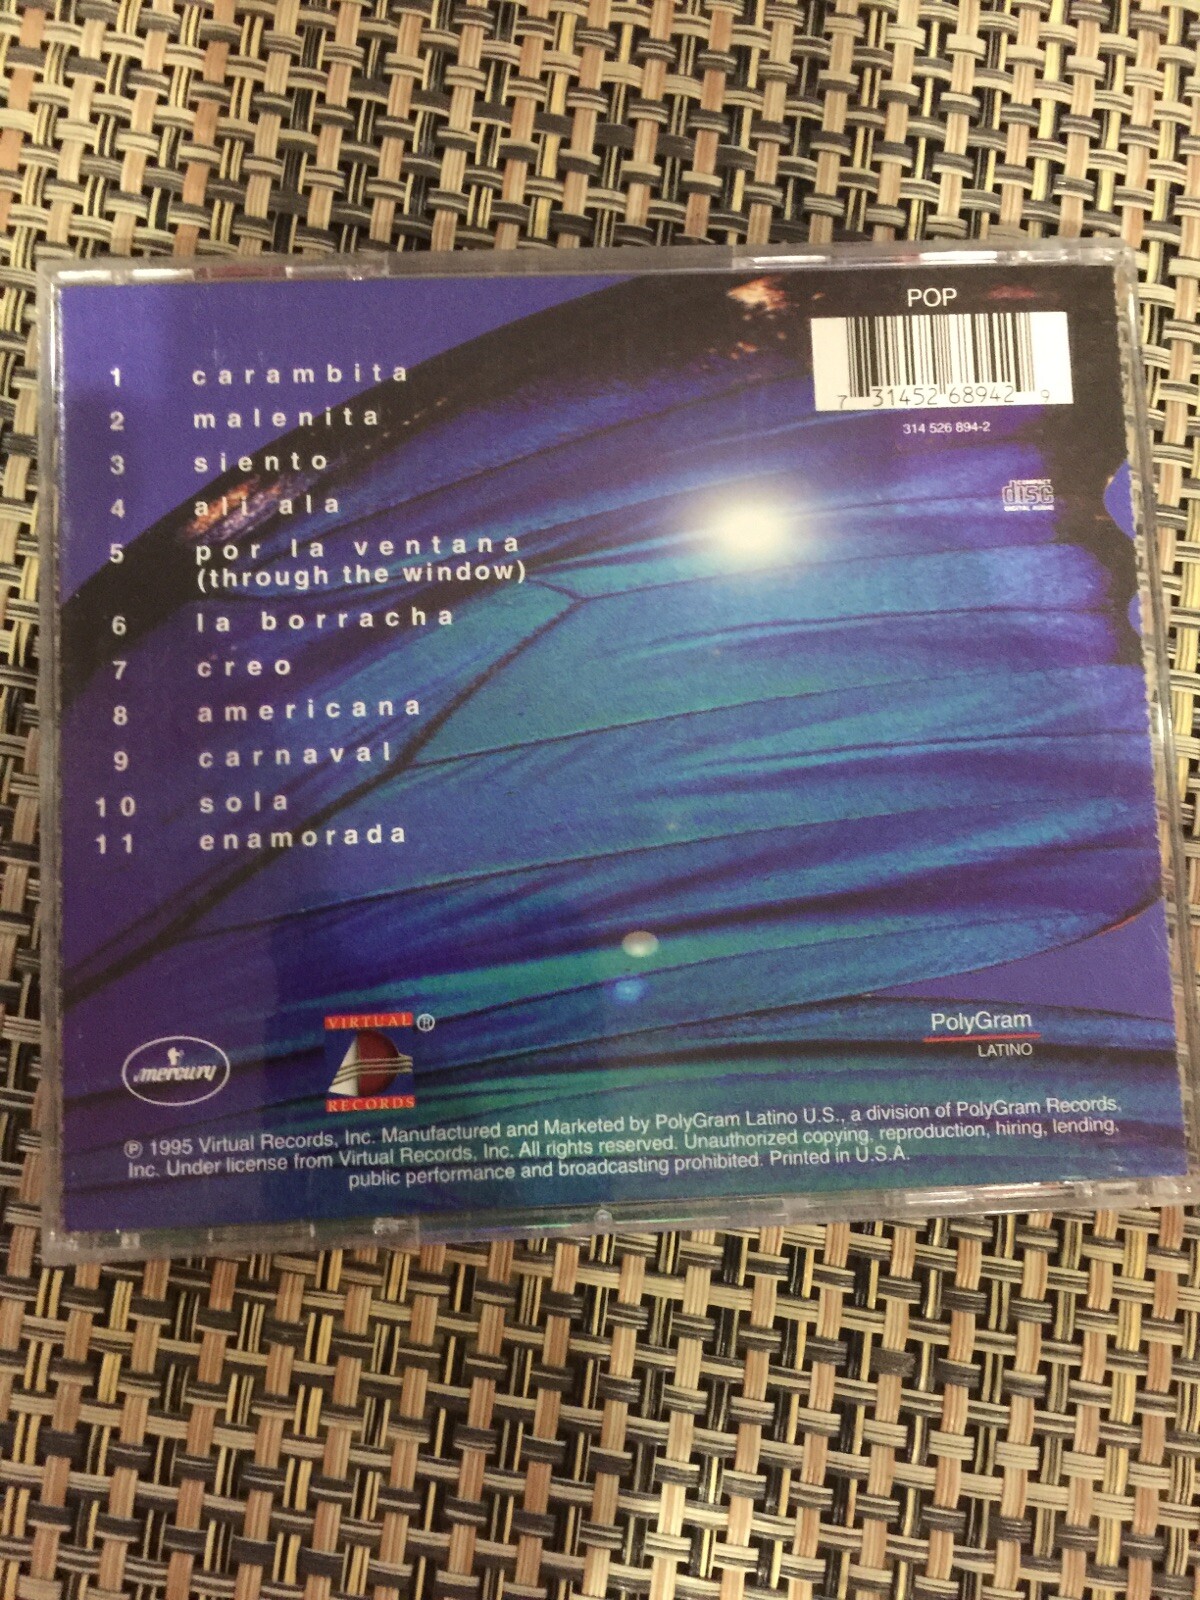 POP
7 31452 68942 9
314 526 894-2
COMPACT
disc
DIGITAL AUDIO
1 carambita
2 malenita
3 siento
4 ali ala
5 por la ventana
(through the window)
6 la borracha
7 creo
8 americana
9 carnaval
10 sola
11 enamorada
mercury
VIRTUAL ®
RECORDS
PolyGram
LATINO
℗ 1995 Virtual Records, Inc. Manufactured and Marketed by PolyGram Latino U.S., a division of PolyGram Records,
Inc. Under license from Virtual Records, Inc. All rights reserved. Unauthorized copying, reproduction, hiring, lending,
public performance and broadcasting prohibited. Printed in U.S.A.